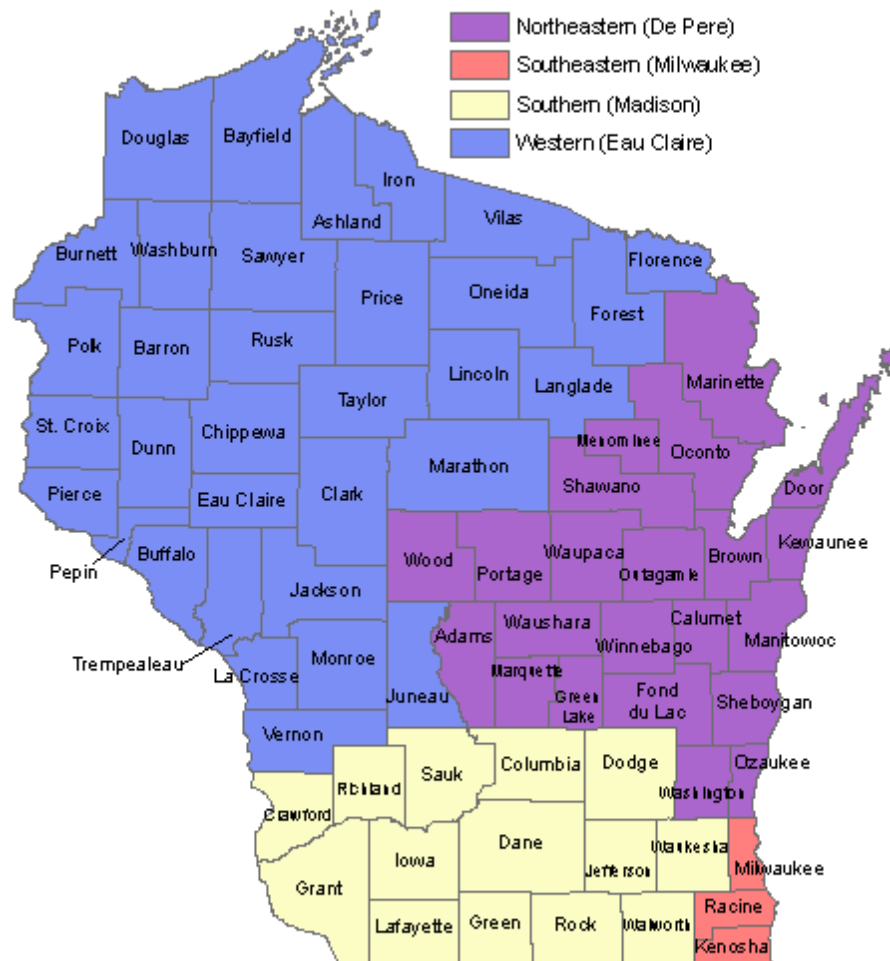 Northeastern (De Pere)
Southeastern (Milwaukee)
Southern (Madison)
Western (Eau Claire)
Douglas
Bayfield
Iron
Ashland
Vilas
Burnett
Washburn
Sawyer
Florence
Price
Oneida
Forest
Polk
Barron
Rusk
Lincoln
Langlade
Marinette
Taylor
St. Croix
Dunn
Chippewa
Menominee
Oconto
Marathon
Pierce
Eau Claire
Clark
Shawano
Door
Pepin
Buffalo
Wood
Portage
Waupaca
Outagamie
Brown
Kewaunee
Jackson
Trempealeau
La Crosse
Monroe
Juneau
Adams
Waushara
Winnebago
Calumet
Manitowoc
Marquette
Green
Lake
Fond
du Lac
Sheboygan
Vernon
Richland
Sauk
Columbia
Dodge
Washington
Ozaukee
Crawford
Grant
Iowa
Dane
Jefferson
Waukesha
Milwaukee
Lafayette
Green
Rock
Walworth
Racine
Kenosha